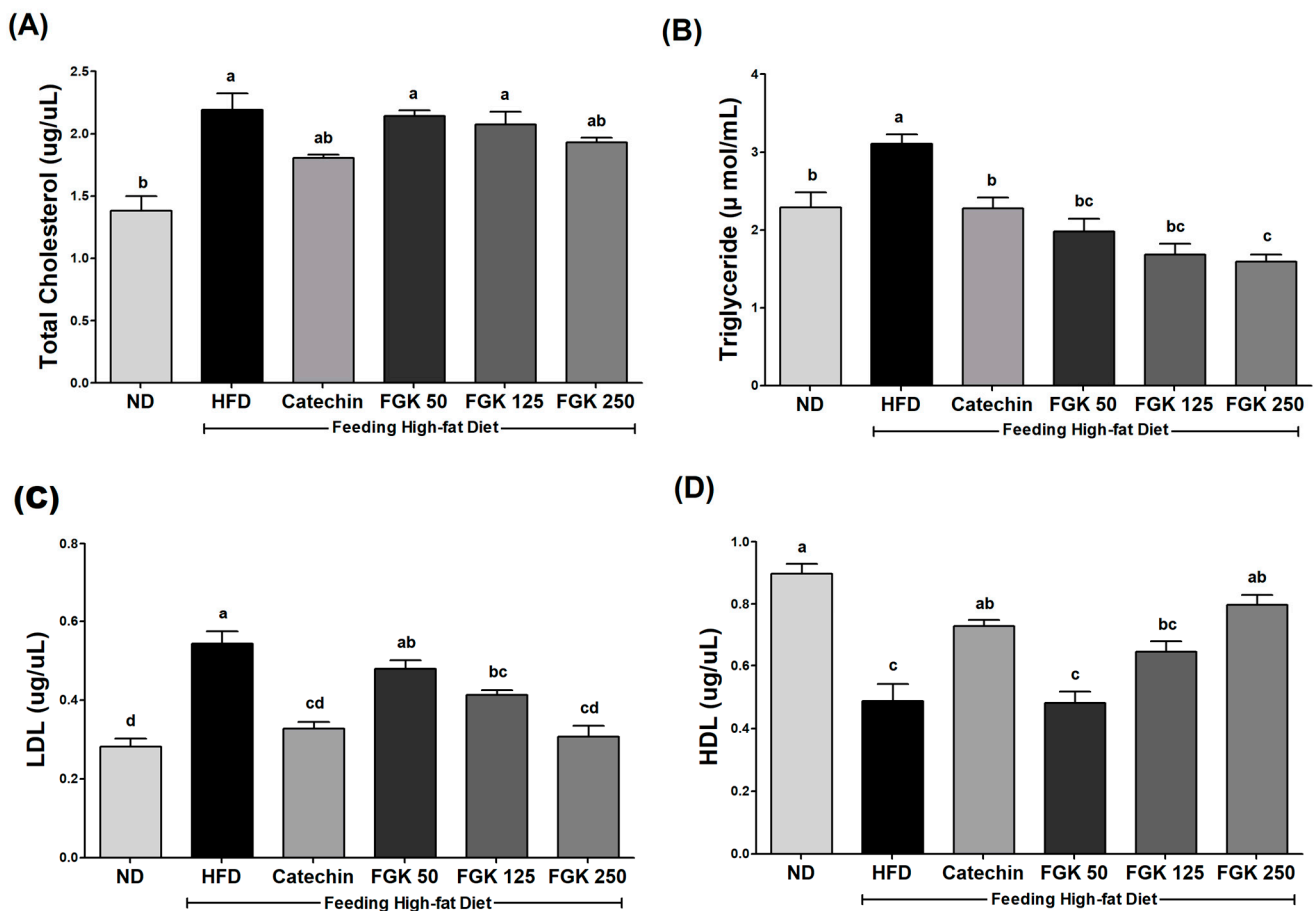 (A)
Total Cholesterol (ug/uL)
2.5
2.0
1.5
1.0
0.5
0.0
b
a
ab
a
a
ab
ND HFD Catechin FGK 50 FGK 125 FGK 250
Feeding High-fat Diet
(B)
Triglyceride (µ mol/mL)
4
3
2
1
0
b
a
b
bc
bc
c
ND HFD Catechin FGK 50 FGK 125 FGK 250
Feeding High-fat Diet
(C)
LDL (ug/uL)
0.8
0.6
0.4
0.2
0.0
d
a
cd
ab
bc
cd
ND HFD Catechin FGK 50 FGK 125 FGK 250
Feeding High-fat Diet
(D)
HDL (ug/uL)
1.0
0.8
0.6
0.4
0.2
0.0
a
c
ab
c
bc
ab
ND HFD Catechin FGK 50 FGK 125 FGK 250
Feeding High-fat Diet